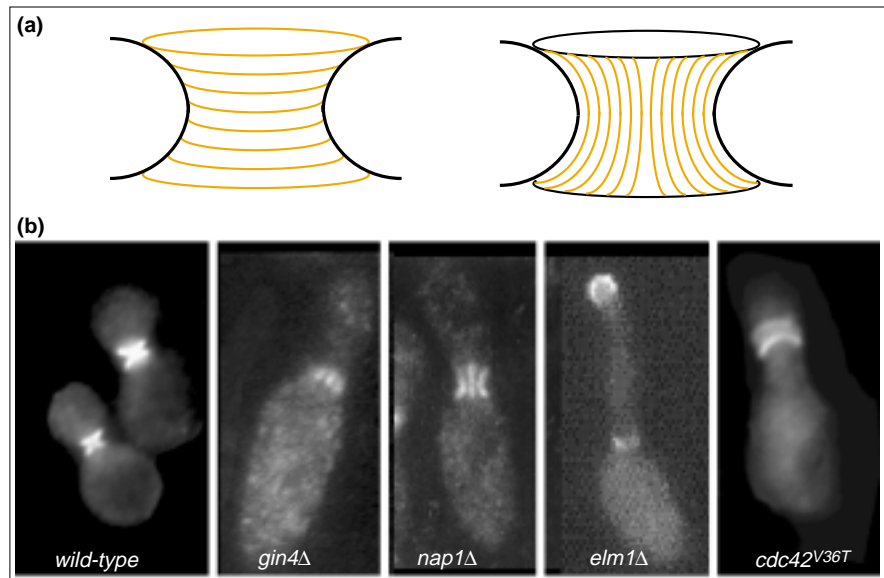 (a)
(b)
wild-type
gin4Δ
nap1Δ
elm1Δ
cdc42V36T